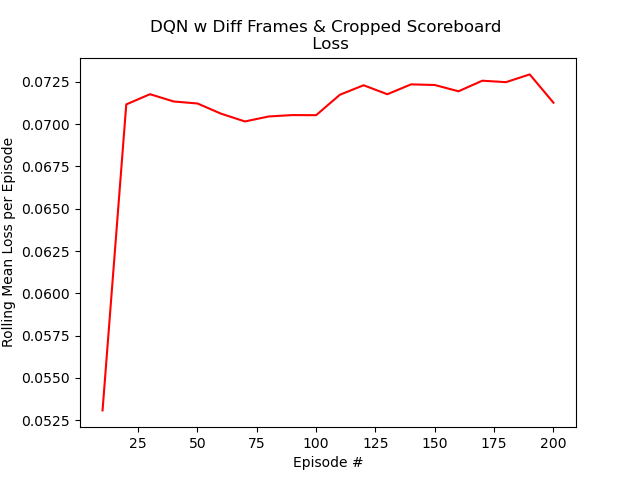 DQN w Diff Frames & Cropped Scoreboard
Loss
0.0725
0.0700
0.0675
0.0650
0.0625
0.0600
0.0575
0.0550
0.0525
Rolling Mean Loss per Episode
25 50 75 100 125 150 175 200
Episode #